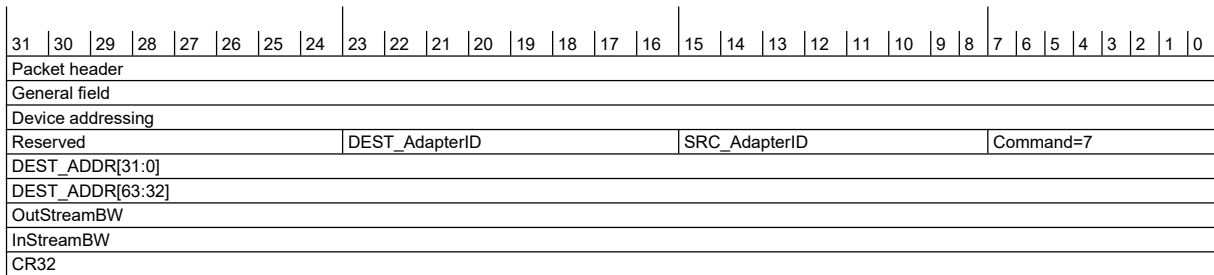 31 30 29 28 27 26 25 24 23 22 21 20 19 18 17 16 15 14 13 12 11 10 9 8 7 6 5 4 3 2 1 0
Packet header
General field
Device addressing
Reserved DEST_AdapterID SRC_AdapterID Command=7
DEST_ADDR[31:0]
DEST_ADDR[63:32]
OutStreamBW
InStreamBW
CR32